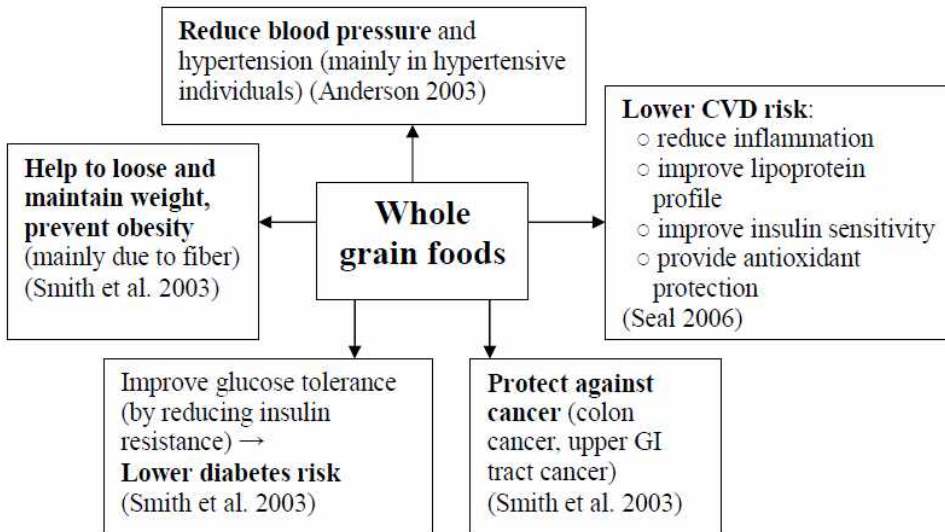 Reduce blood pressure and
hypertension (mainly in hypertensive
individuals) (Anderson 2003)
Help to loose and
maintain weight,
prevent obesity
(mainly due to fiber)
(Smith et al. 2003)
Whole
grain foods
Lower CVD risk:
○ reduce inflammation
○ improve lipoprotein
profile
○ improve insulin sensitivity
○ provide antioxidant
protection
(Seal 2006)
Improve glucose tolerance
(by reducing insulin
resistance) →
Lower diabetes risk
(Smith et al. 2003)
Protect against
cancer (colon
cancer, upper GI
tract cancer)
(Smith et al. 2003)